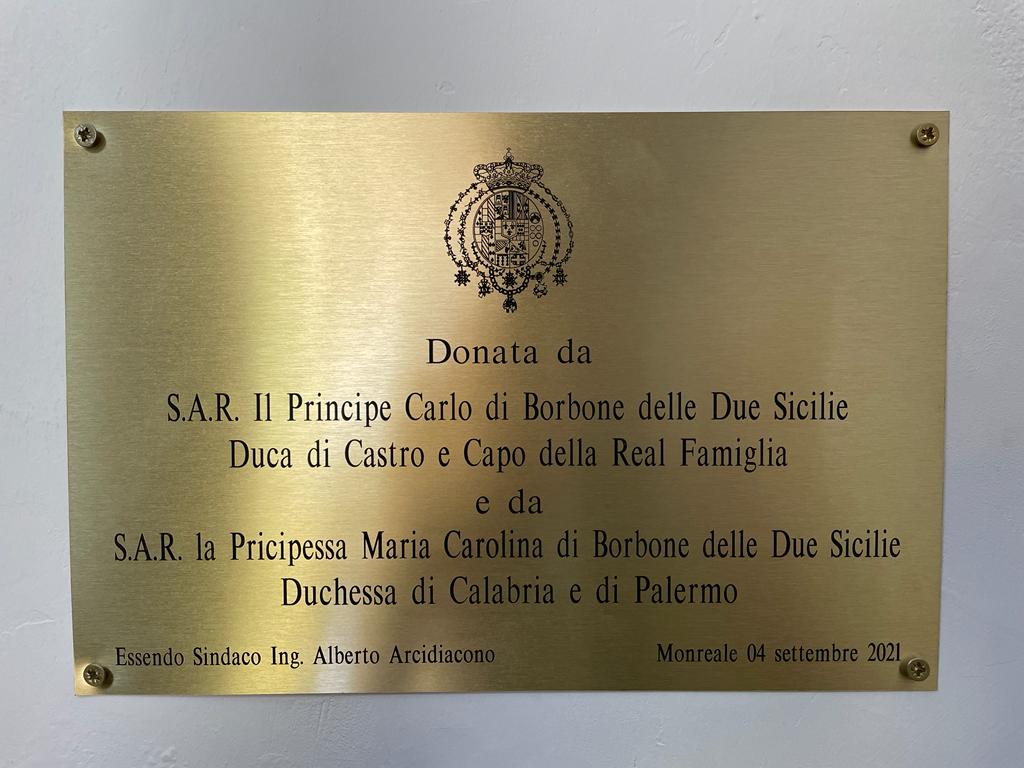 Donata da
S.A.R. Il Principe Carlo di Borbone delle Due Sicilie
Duca di Castro e Capo della Real Famiglia
e da
S.A.R. la Pricipessa Maria Carolina di Borbone delle Due Sicilie
Duchessa di Calabria e di Palermo
Essendo Sindaco Ing. Alberto Arcidiacono
Monreale 04 settembre 2021